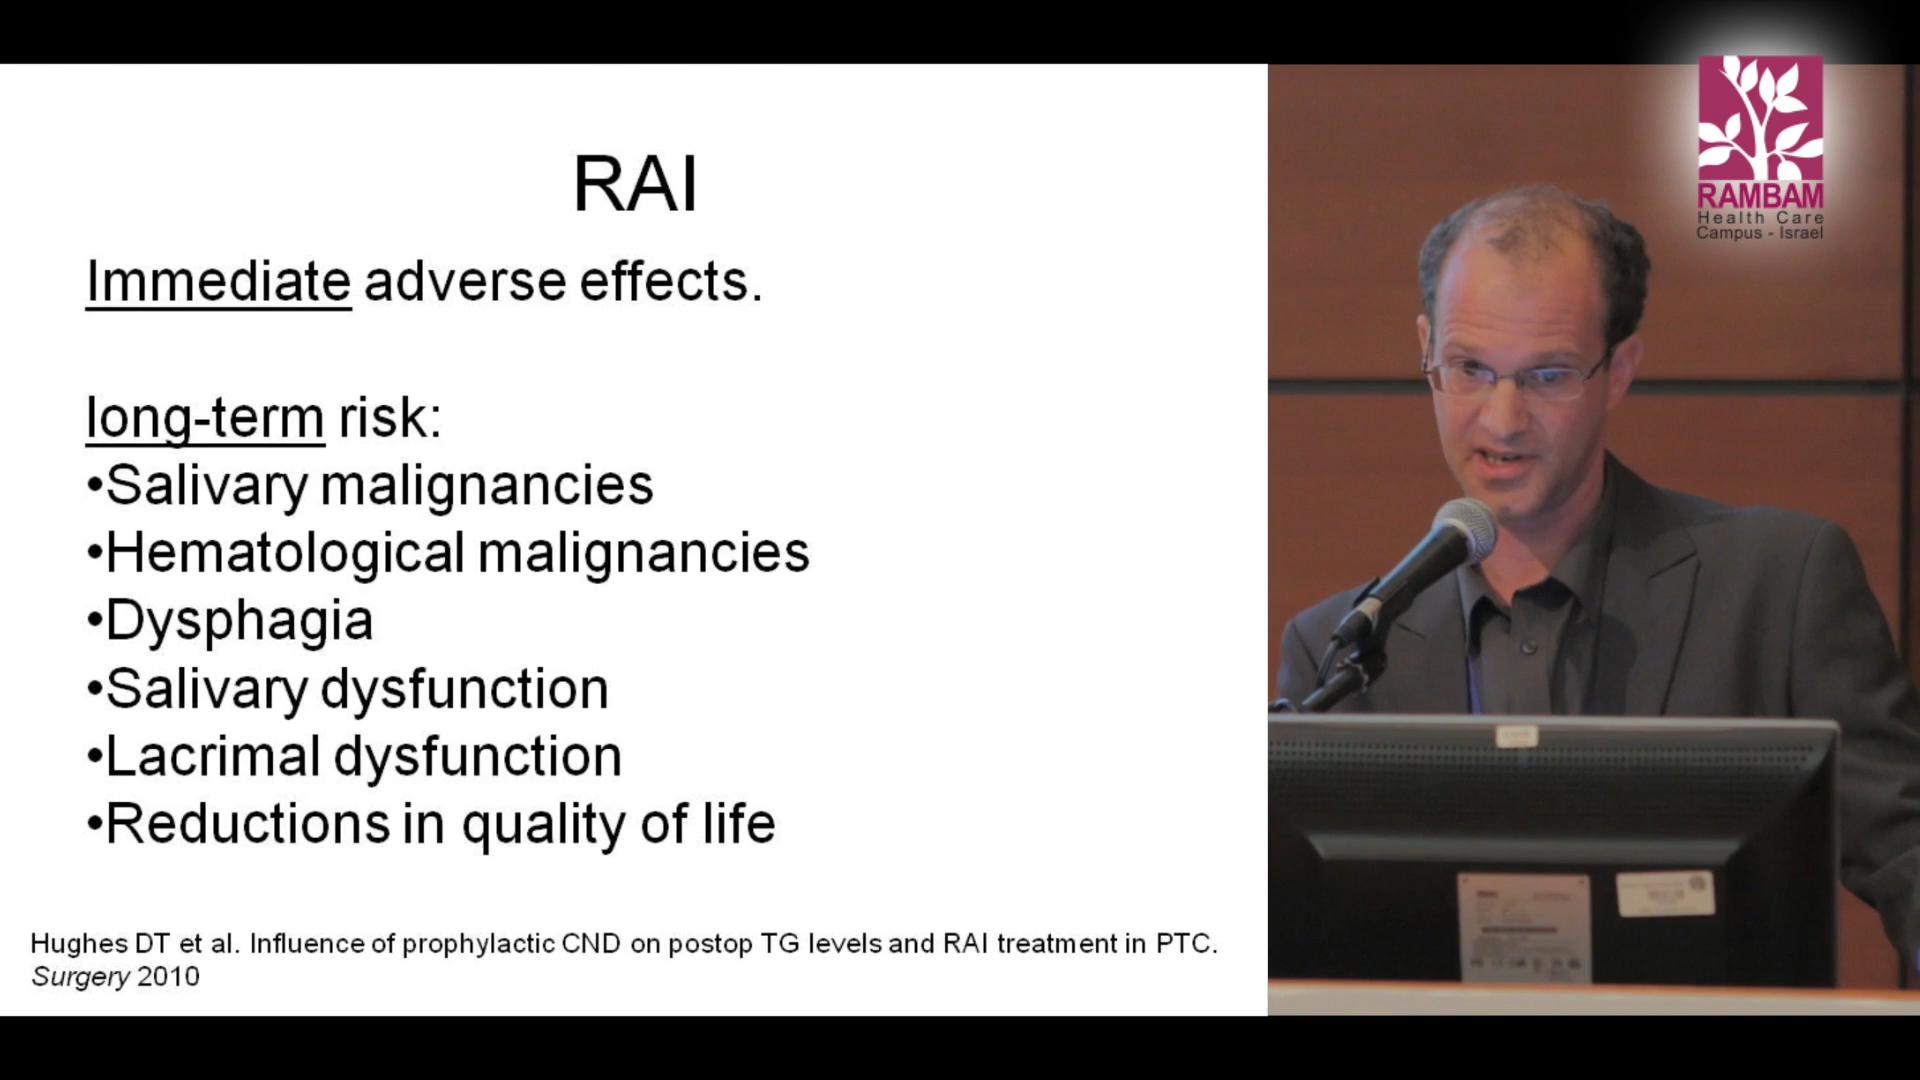 RAI
Immediate adverse effects.
long-term risk:
•Salivary malignancies
•Hematological malignancies
•Dysphagia
•Salivary dysfunction
•Lacrimal dysfunction
•Reductions in quality of life
Hughes DT et al. Influence of prophylactic CND on postop TG levels and RAI treatment in PTC.
Surgery 2010
RAMBAM
Health Care
Campus - Israel